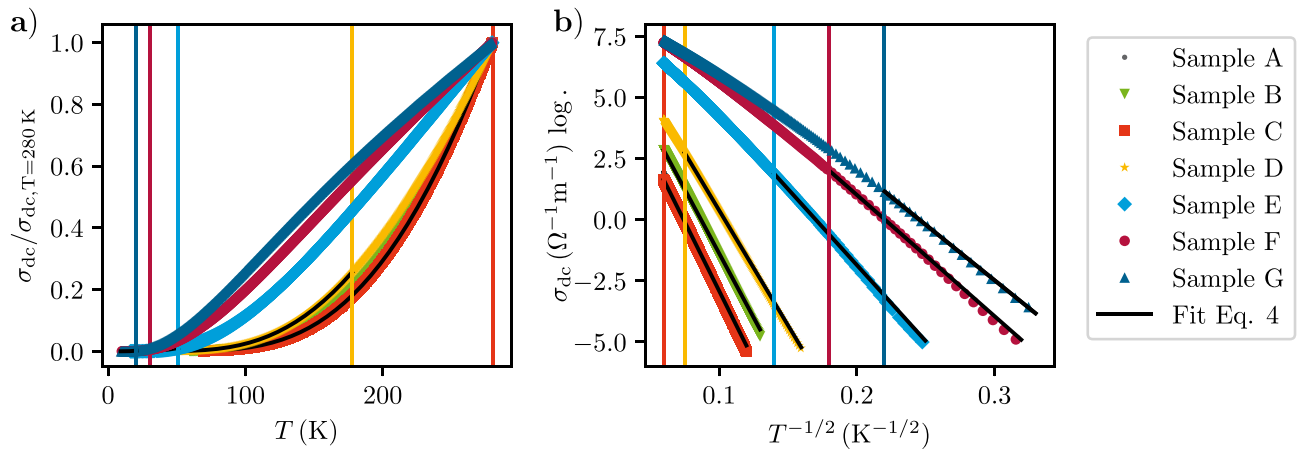 a)
1.0
0.8
0.6
0.4
0.2
0.0
σdc/σdc,T=280 K
0
100
200
T (K)
b)
7.5
5.0
2.5
0.0
−2.5
−5.0
σdc (Ω⁻¹m⁻¹) log.
0.1
0.2
0.3
T⁻¹/² (K⁻¹/²)
Sample A
Sample B
Sample C
Sample D
Sample E
Sample F
Sample G
Fit Eq. 4